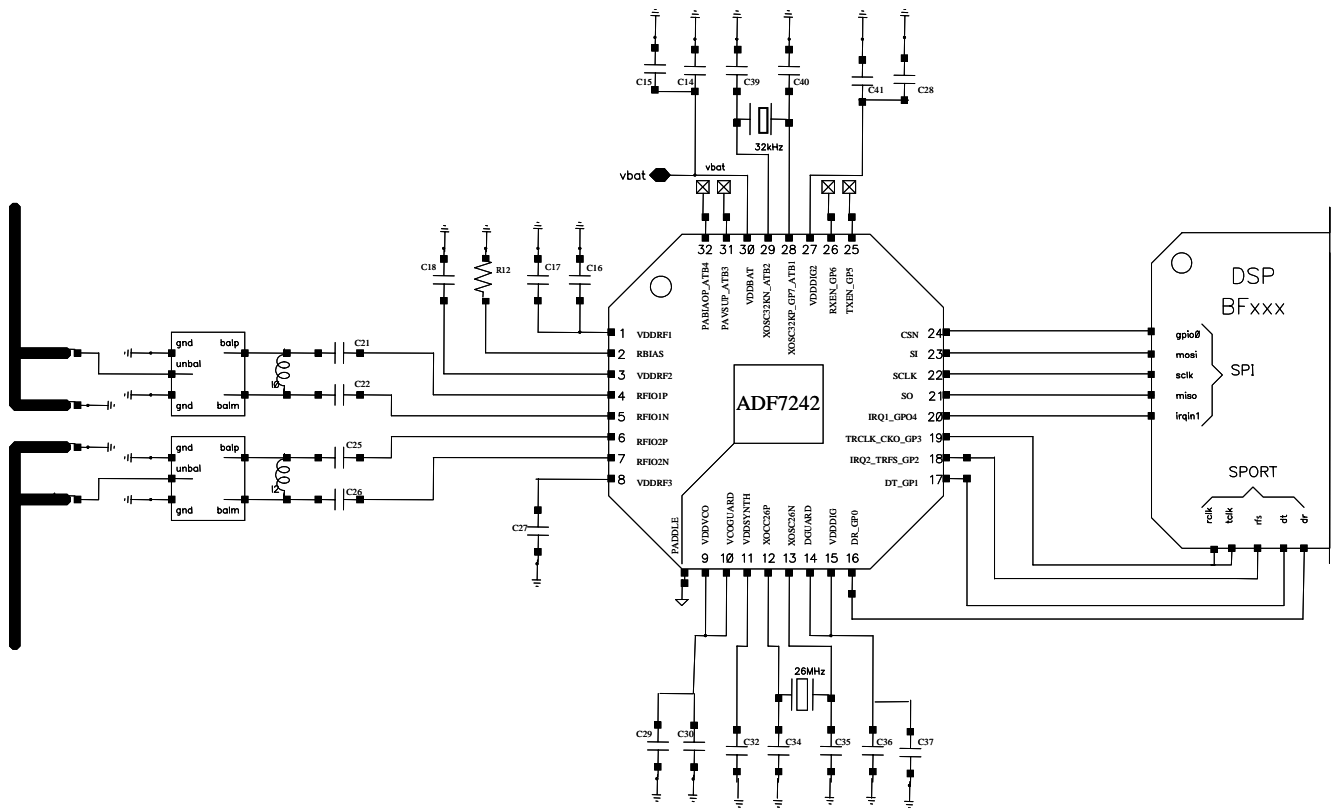 C15
C14
C39
C40
C41
C28
32kHz
vbat
vbat
32
31
30
29
28
27
26
25
PABIAOP_ATB4
PAVSUP_ATB3
VDDBAT
XOSC32KN_ATB2
XOSC32KP_GP7_ATB1
VDDDIG2
RXEN_GP6
TXEN_GP5
C18
R12
C17
C16
1 VDDRF1
2 RBIAS
3 VDDRF2
4 RFIO1P
5 RFIO1N
6 RFIO2P
7 RFIO2N
8 VDDRF3
CSN 24
SI 23
SCLK 22
SO 21
IRQ1_GPO4 20
TRCLK_CKO_GP3 19
IRQ2_TRFS_GP2 18
DT_GP1 17
ADF7242
DSP
BFxxx
gpio0
mosi
sclk
miso
irqin1
SPI
SPORT
rclk
tclk
rfs
dt
dr
gnd balp
unbal
gnd balm
C21
C22
gnd balp
unbal
gnd balm
C25
C26
C27
PADDLE
VDDVCO
VCOGUARD
VDDSYNTH
XOCC26P
XOSC26N
DGUARD
VDDDIG
DR_GP0
9
10
11
12
13
14
15
16
26MHz
C29
C30
C32
C34
C35
C36
C37